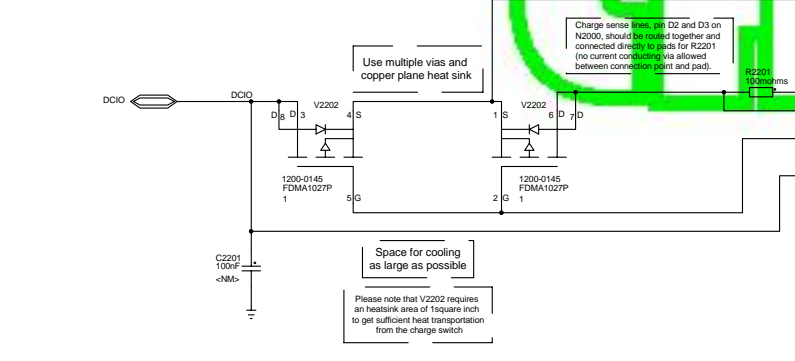 Charge sense lines, pin D2 and D3 on
N2000, should be routed together and
connected directly to pads for R2201
(no current conducting via allowed
between connection point and pad).
Use multiple vias and
copper plane heat sink
R2201
100mohms
DCIO
DCIO
V2202
V2202
D 8 D 3
4 S
1 S
6 D 7 D
1200-0145
FDMA1027P
1
5 G
1200-0145
FDMA1027P
2 G 1
C2201
100nF
<NM>
Space for cooling
as large as possible
Please note that V2202 requires
an heatsink area of 1square inch
to get sufficient heat transportation
from the charge switch